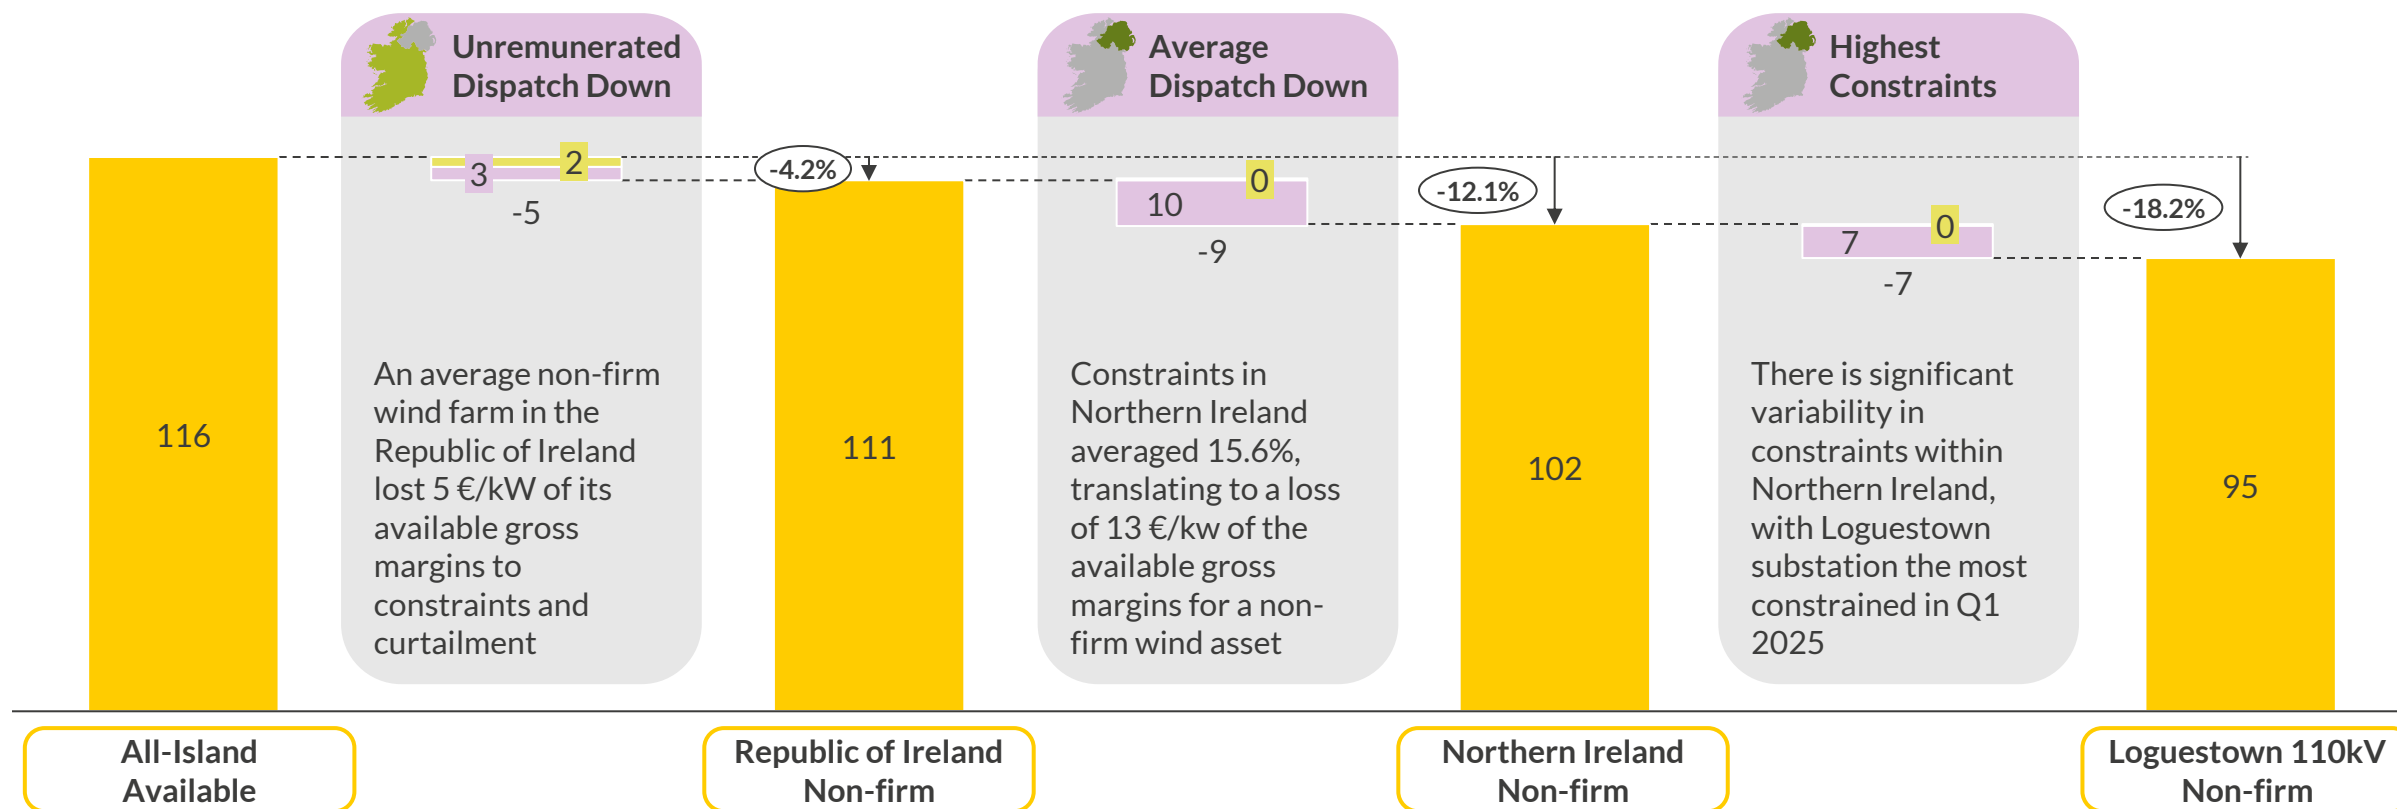 Unremunerated
Dispatch Down
Average
Dispatch Down
Highest
Constraints
3
2
-5
-4.2%
10
0
-9
-12.1%
7
0
-7
-18.2%
116
An average non-firm
wind farm in the
Republic of Ireland
lost 5 €/kW of its
available gross
margins to
constraints and
curtailment
111
Constraints in
Northern Ireland
averaged 15.6%,
translating to a loss
of 13 €/kw of the
available gross
margins for a non-
firm wind asset
102
There is significant
variability in
constraints within
Northern Ireland,
with Loguestown
substation the most
constrained in Q1
2025
95
All-Island
Available
Republic of Ireland
Non-firm
Northern Ireland
Non-firm
Loguestown 110kV
Non-firm